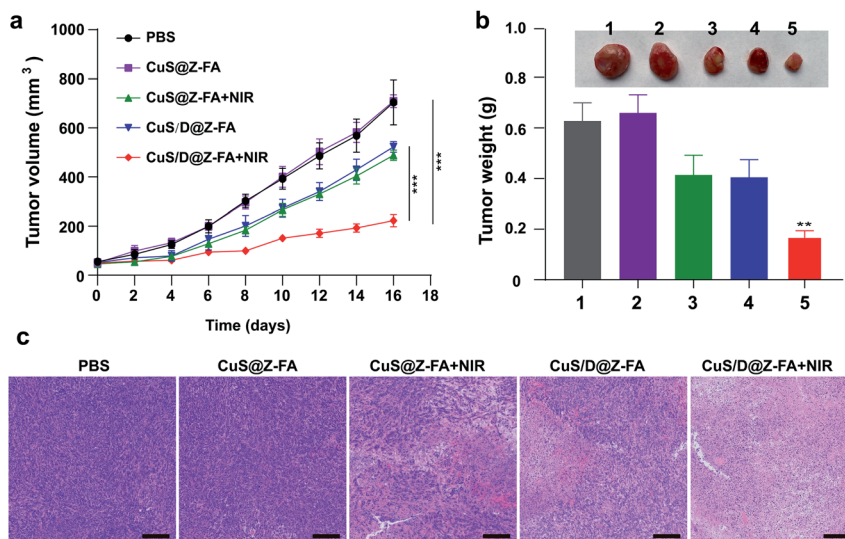 a
Tumor volume (mm 3 )
1000
800
600
400
200
0
0 2 4 6 8 10 12 14 16 18
Time (days)
PBS
CuS@Z-FA
CuS@Z-FA+NIR
CuS/D@Z-FA
CuS/D@Z-FA+NIR
***
***
b
Tumor weight (g)
1.0
0.8
0.6
0.4
0.2
0
1 2 3 4 5
**
1 2 3 4 5
c
PBS CuS@Z-FA CuS@Z-FA+NIR CuS/D@Z-FA CuS/D@Z-FA+NIR